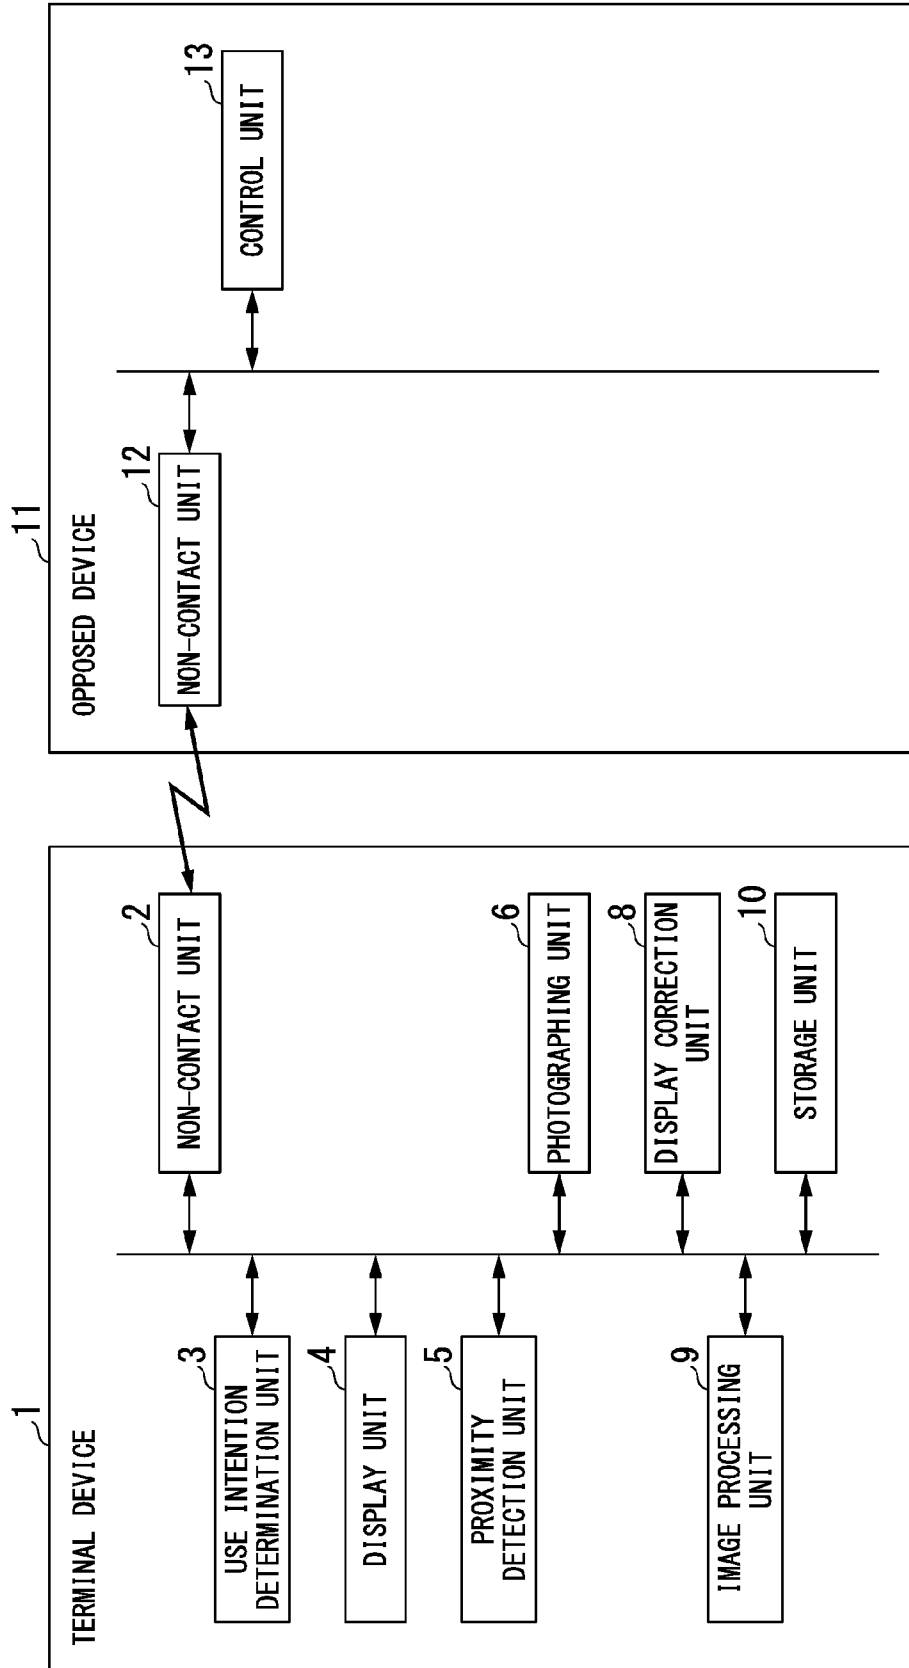 1
TERMINAL DEVICE
3
USE INTENTION
DETERMINATION UNIT
4
DISPLAY UNIT
5
PROXIMITY
DETECTION UNIT
9
IMAGE PROCESSING
UNIT
2
NON-CONTACT UNIT
6
PHOTOGRAPHING UNIT
8
DISPLAY CORRECTION
UNIT
10
STORAGE UNIT
11
OPPOSED DEVICE
12
NON-CONTACT UNIT
13
CONTROL UNIT